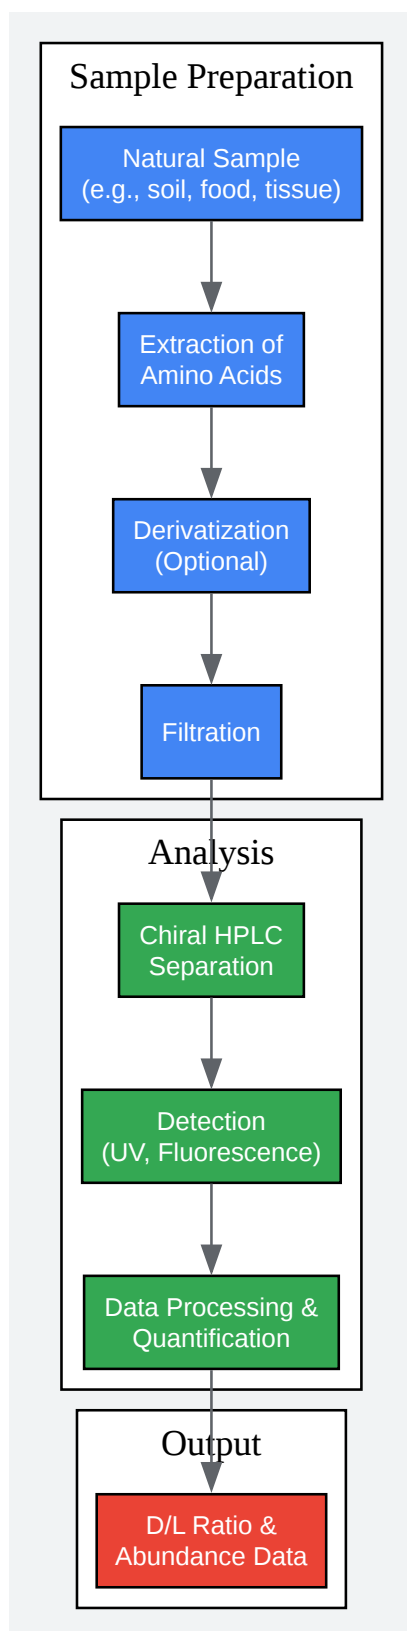 Sample Preparation
Natural Sample
(e.g., soil, food, tissue)
Extraction of
Amino Acids
Derivatization
(Optional)
Filtration
Analysis
Chiral HPLC
Separation
Detection
(UV, Fluorescence)
Data Processing &
Quantification
Output
D/L Ratio &
Abundance Data